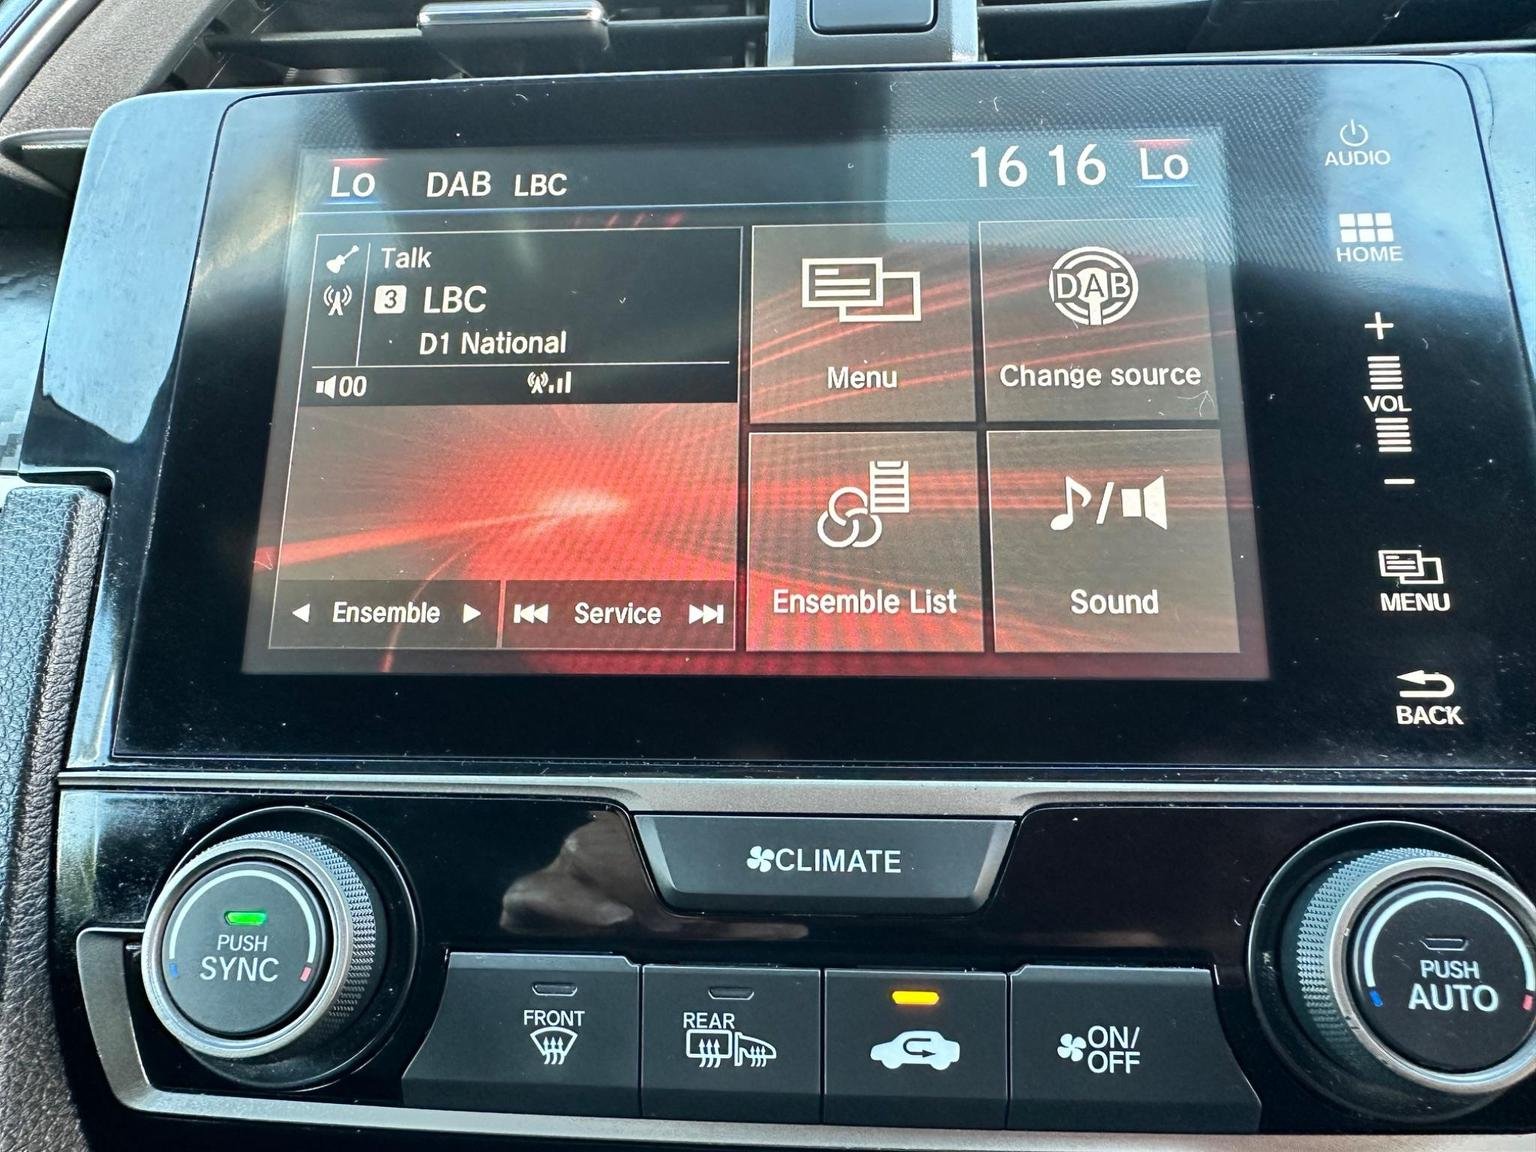 Lo DAB LBC 16 16 Lo
AUDIO
HOME
+
VOL
−
MENU
BACK
Talk
3 LBC
D1 National
00
Menu
DAB
Change source
Ensemble List
Sound
Ensemble
Service
CLIMATE
PUSH
SYNC
FRONT
REAR
ON/
OFF
PUSH
AUTO